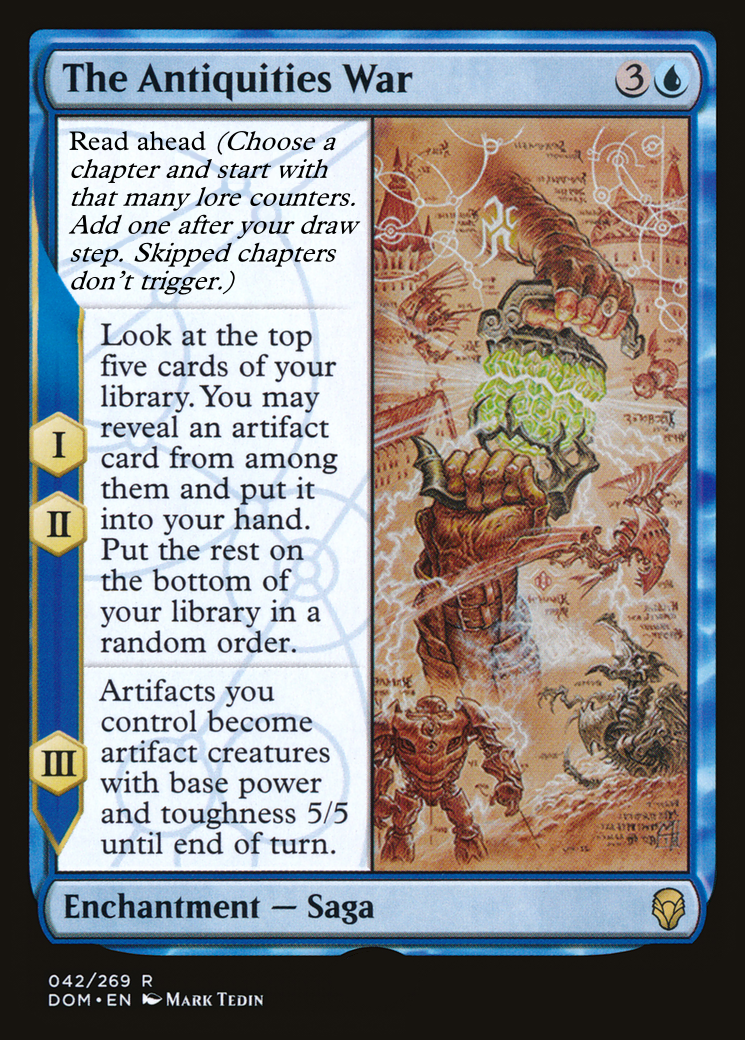 The Antiquities War 3
Read ahead (Choose a
chapter and start with
that many lore counters.
Add one after your draw
step. Skipped chapters
don't trigger.)
I
II
Look at the top
five cards of your
library. You may
reveal an artifact
card from among
them and put it
into your hand.
Put the rest on
the bottom of
your library in a
random order.
III
Artifacts you
control become
artifact creatures
with base power
and toughness 5/5
until end of turn.
Enchantment — Saga
042/269 R
DOM • EN Mark Tedin